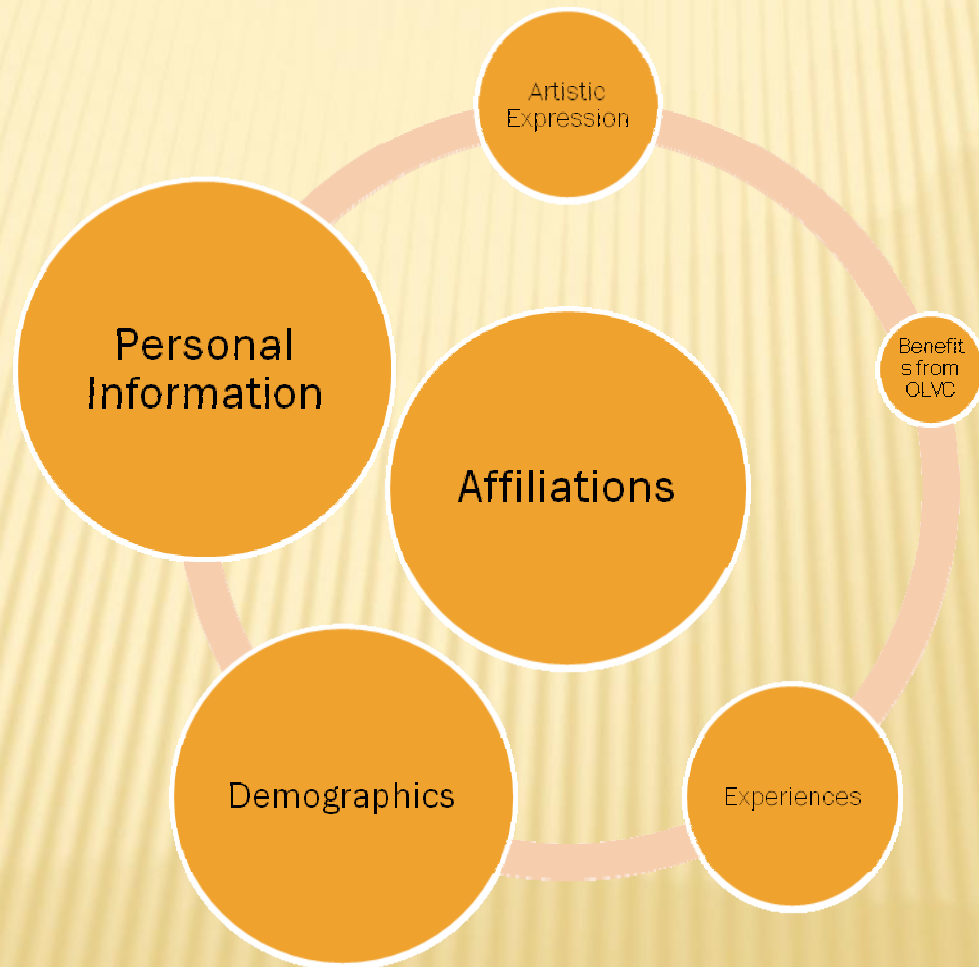 Artistic
Expression
Personal
Information
Benefit
s from
OLVC
Affiliations
Demographics
Experiences